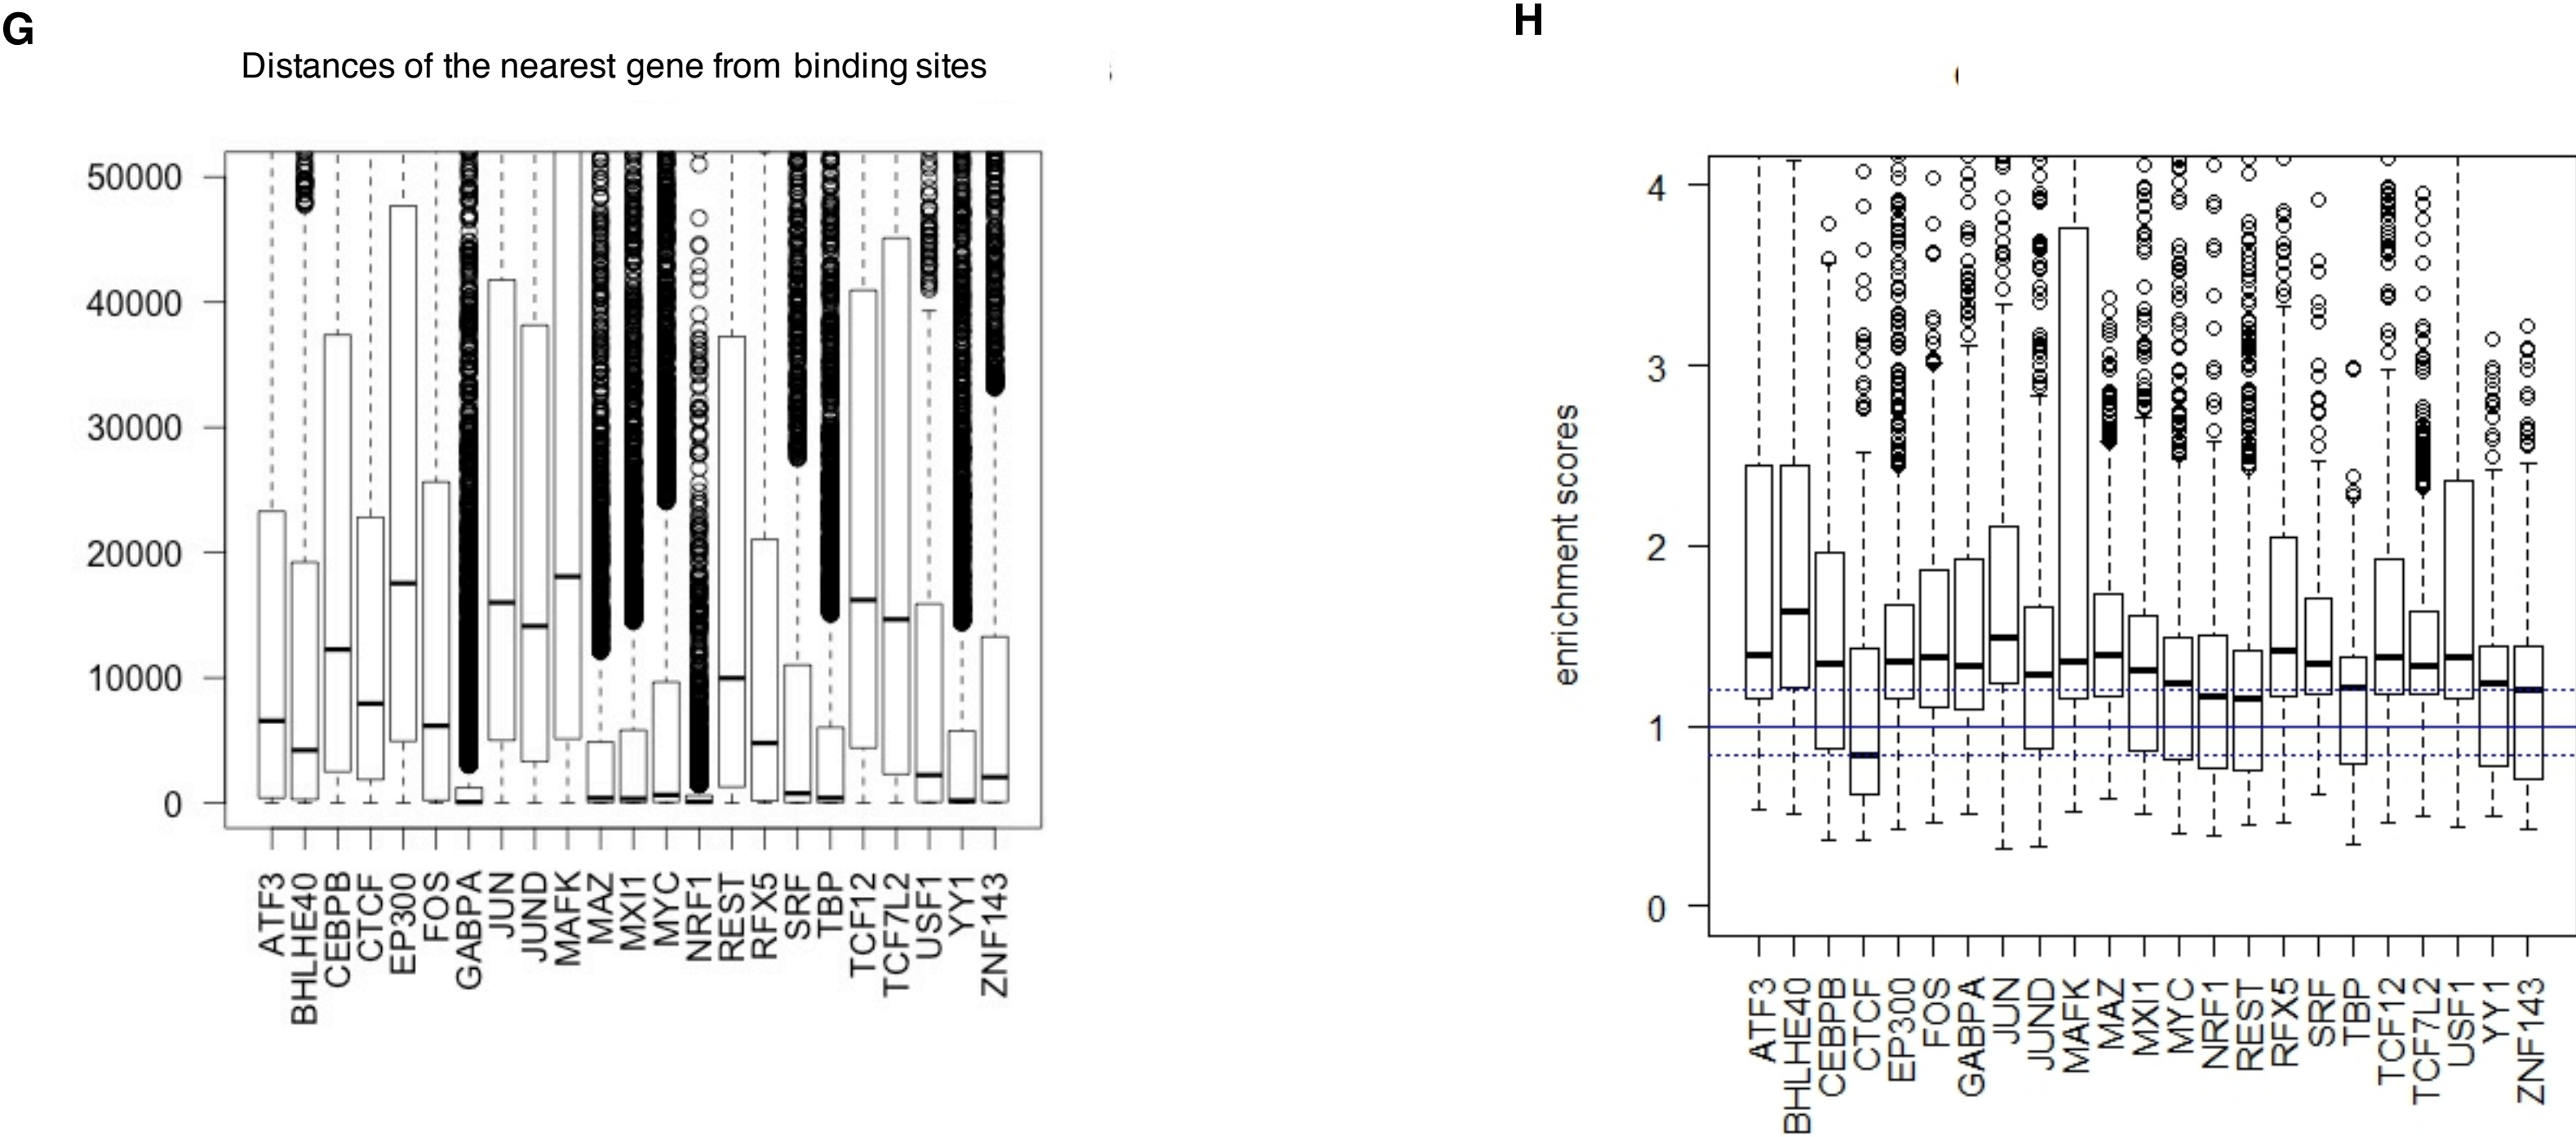 G
Distances of the nearest gene from binding sites
50000
40000
30000
20000
10000
0
ATF3
BHLHE40
CEBPB
CTCF
EP300
FOS
GABPA
JUN
JUND
MAFK
MAZ
MXI1
MYC
NRF1
REST
RFX5
SRF
TBP
TCF12
TCF7L2
USF1
YY1
ZNF143
H
enrichment scores
4
3
2
1
0
ATF3
BHLHE40
CEBPB
CTCF
EP300
FOS
GABPA
JUN
JUND
MAFK
MAZ
MXI1
MYC
NRF1
REST
RFX5
SRF
TBP
TCF12
TCF7L2
USF1
YY1
ZNF143